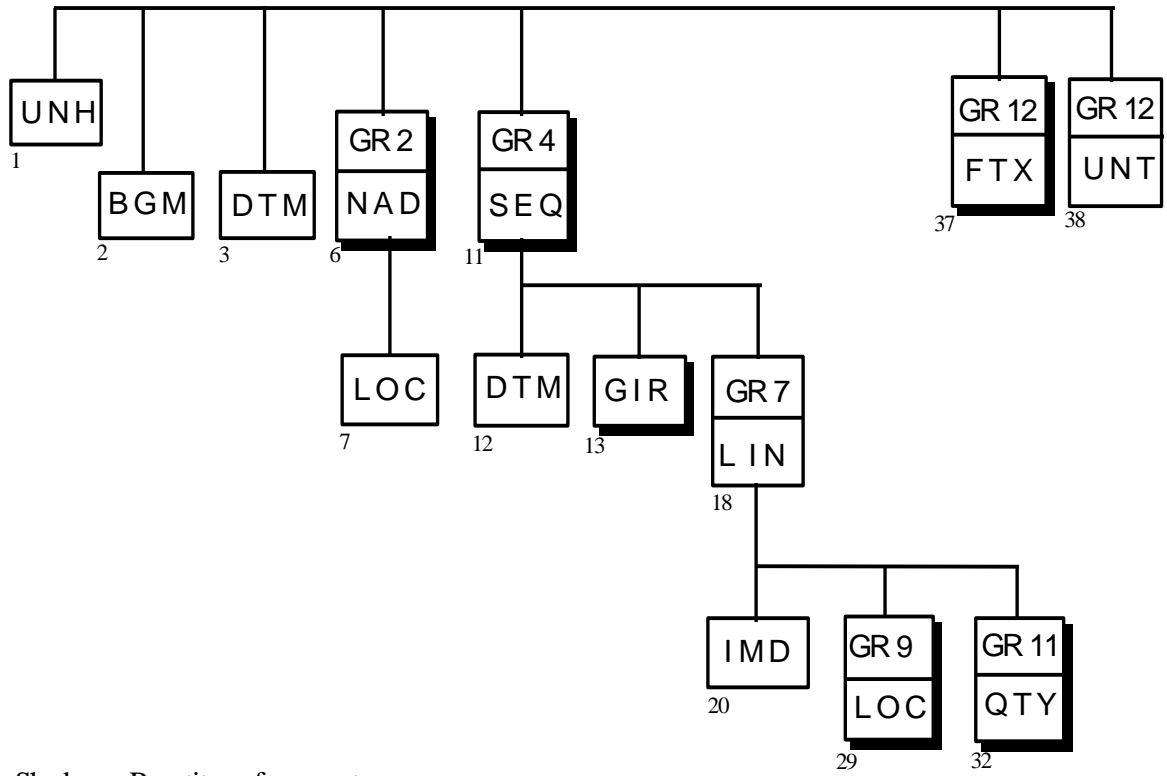 UNH
1
BGM
2
DTM
3
GR 2
NAD
6
GR 4
SEQ
11
GR 12
FTX
37
GR 12
UNT
38
LOC
7
DTM
12
GIR
13
GR 7
LIN
18
IMD
20
GR 9
LOC
29
GR 11
QTY
32